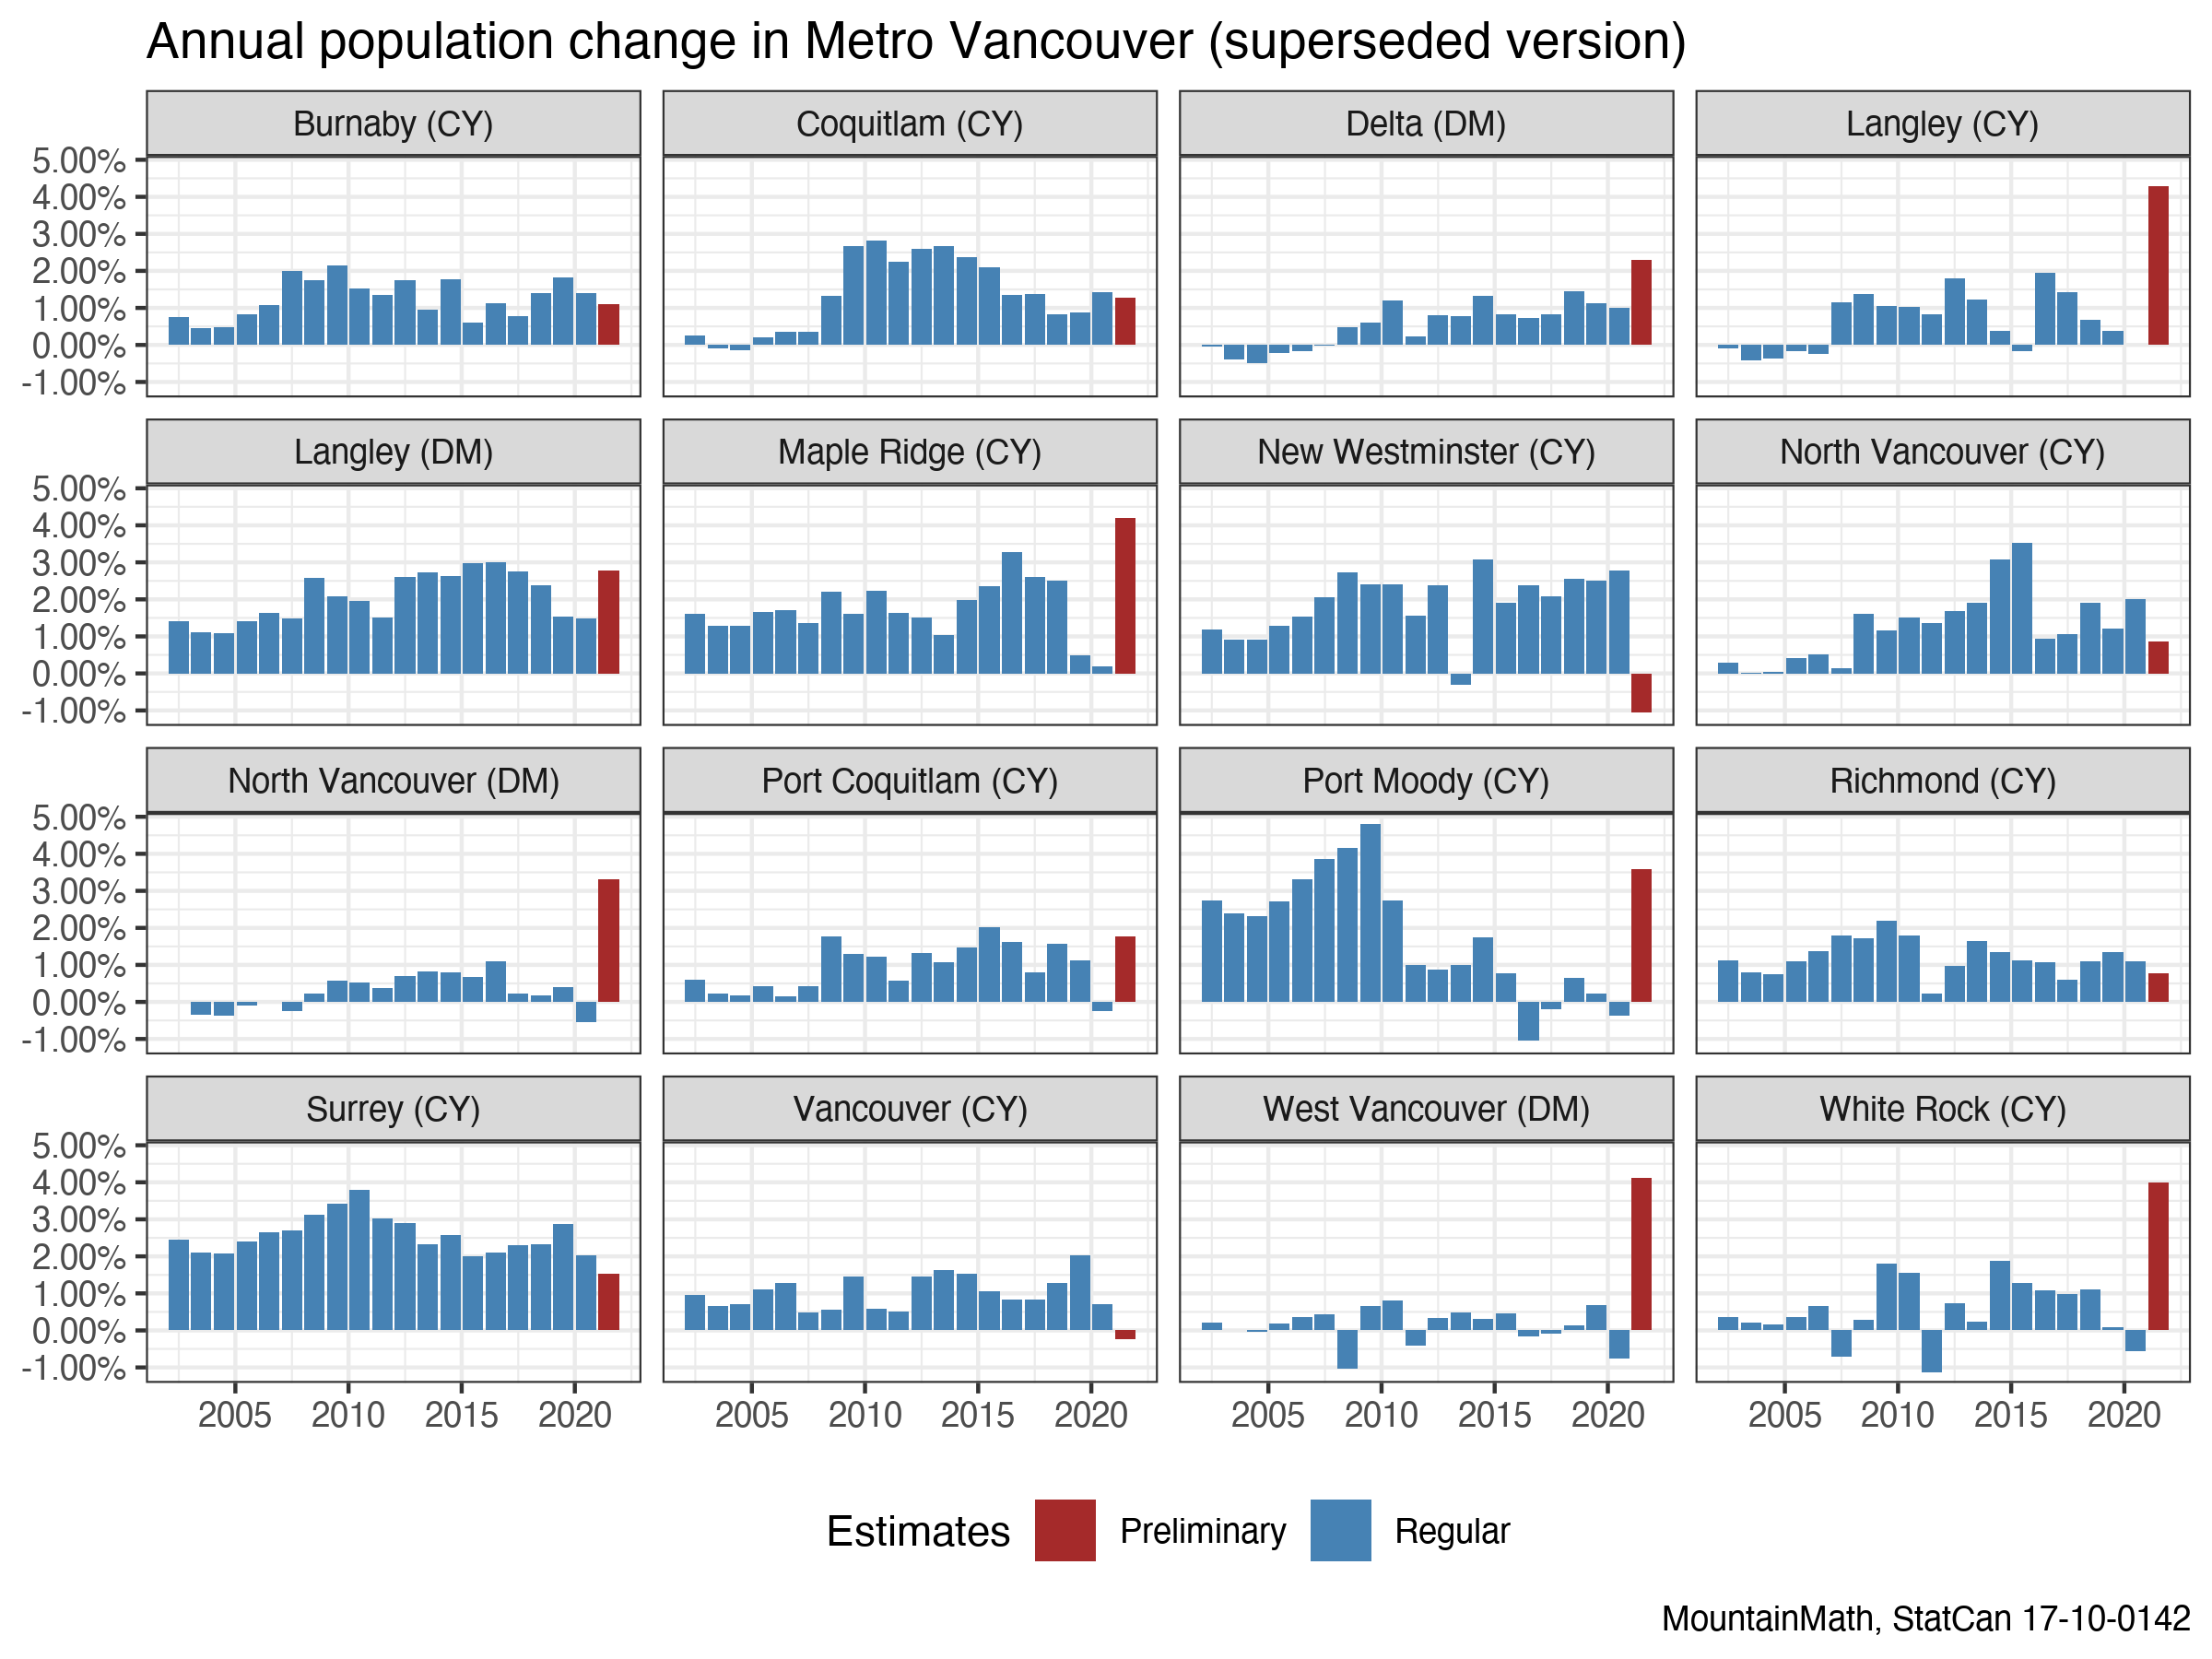 Annual population change in Metro Vancouver (superseded version)
Burnaby (CY)
Coquitlam (CY)
Delta (DM)
Langley (CY)
5.00%
4.00%
3.00%
2.00%
1.00%
0.00%
-1.00%
Langley (DM)
Maple Ridge (CY)
New Westminster (CY)
North Vancouver (CY)
5.00%
4.00%
3.00%
2.00%
1.00%
0.00%
-1.00%
North Vancouver (DM)
Port Coquitlam (CY)
Port Moody (CY)
Richmond (CY)
5.00%
4.00%
3.00%
2.00%
1.00%
0.00%
-1.00%
Surrey (CY)
Vancouver (CY)
West Vancouver (DM)
White Rock (CY)
5.00%
4.00%
3.00%
2.00%
1.00%
0.00%
-1.00%
2005 2010 2015 2020
2005 2010 2015 2020
2005 2010 2015 2020
2005 2010 2015 2020
Estimates Preliminary Regular
MountainMath, StatCan 17-10-0142